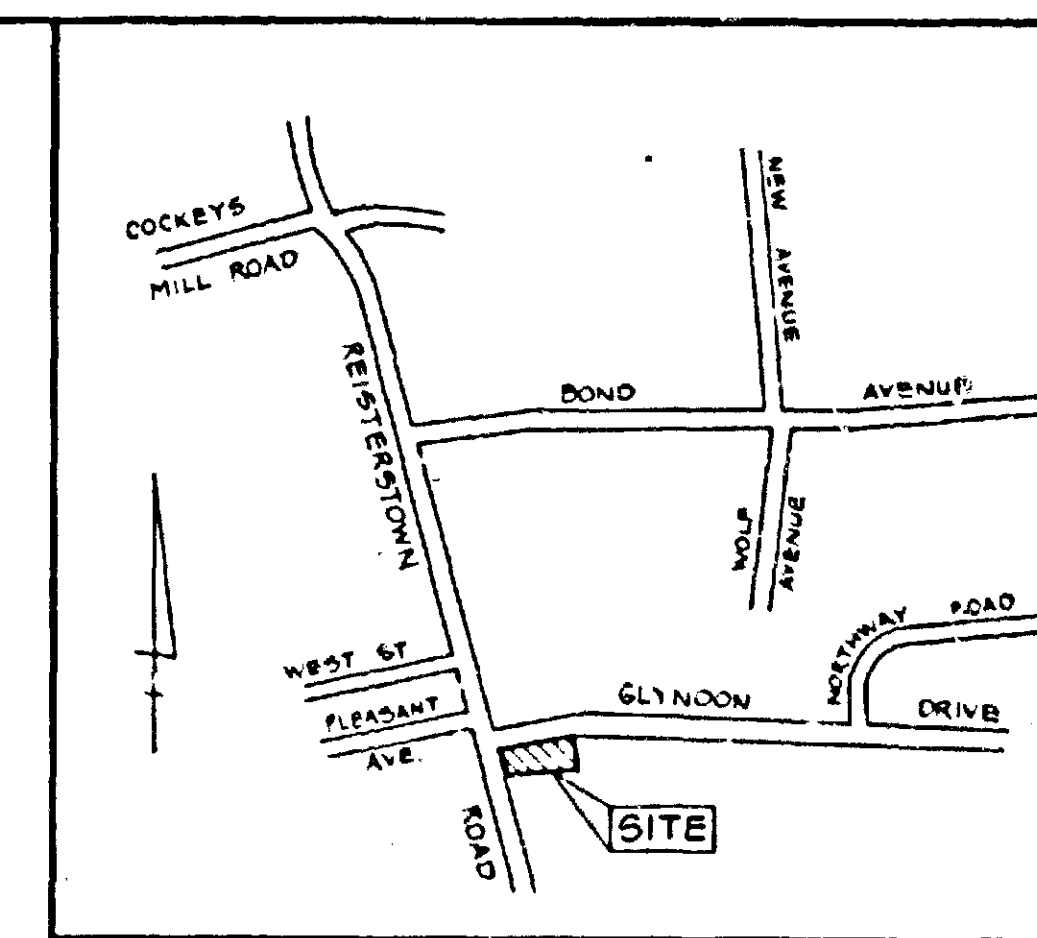 COCKEYS
MILL ROAD
NEW AVENUE
REISTERSTOWN
BOND
AVENUE
WOLF
AVENUE
NORTHWAY
ROAD
WEST ST
PLEASANT
AVE.
GLYNOON
DRIVE
SITE
ROAD